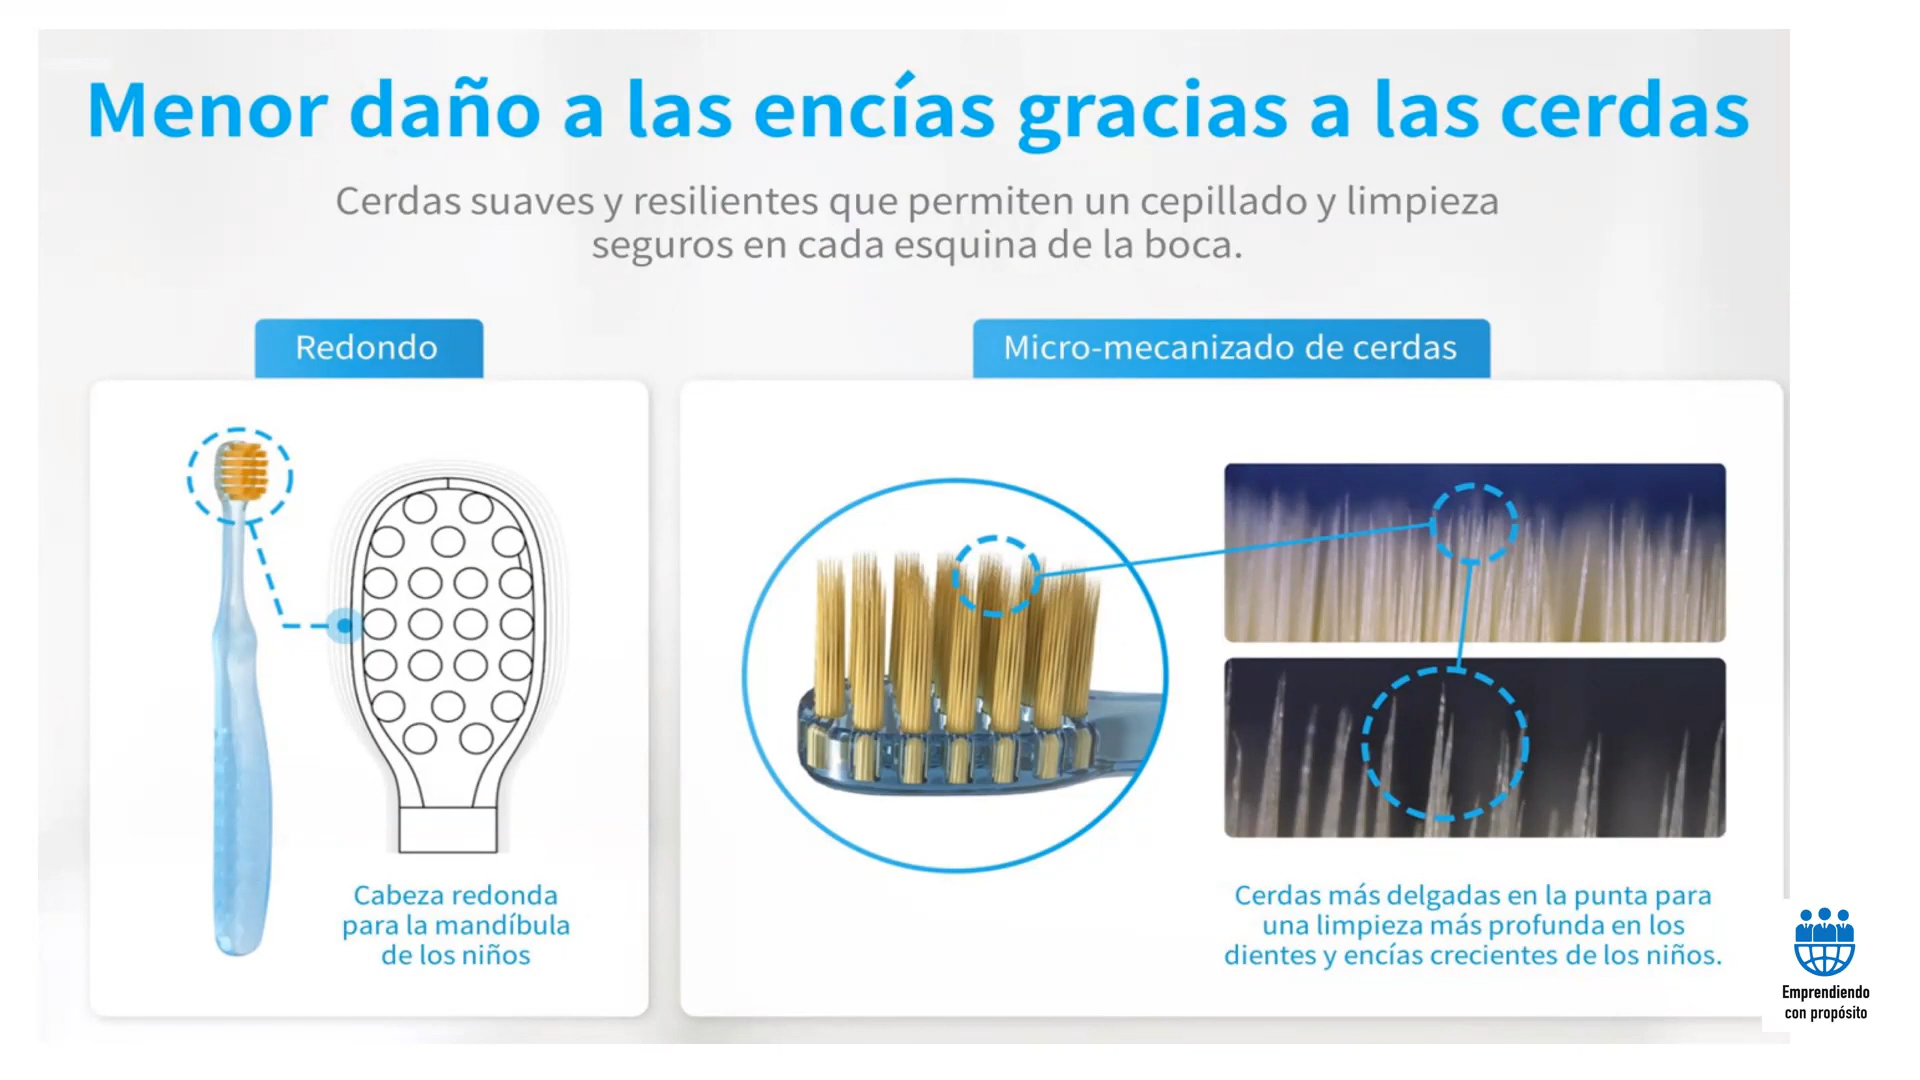 Menor daño a las encías gracias a las cerdas
Cerdas suaves y resilientes que permiten un cepillado y limpieza
seguros en cada esquina de la boca.
Redondo
Cabeza redonda
para la mandíbula
de los niños
Micro-mecanizado de cerdas
Cerdas más delgadas en la punta para
una limpieza más profunda en los
dientes y encías crecientes de los niños.
Emprendiendo
con propósito